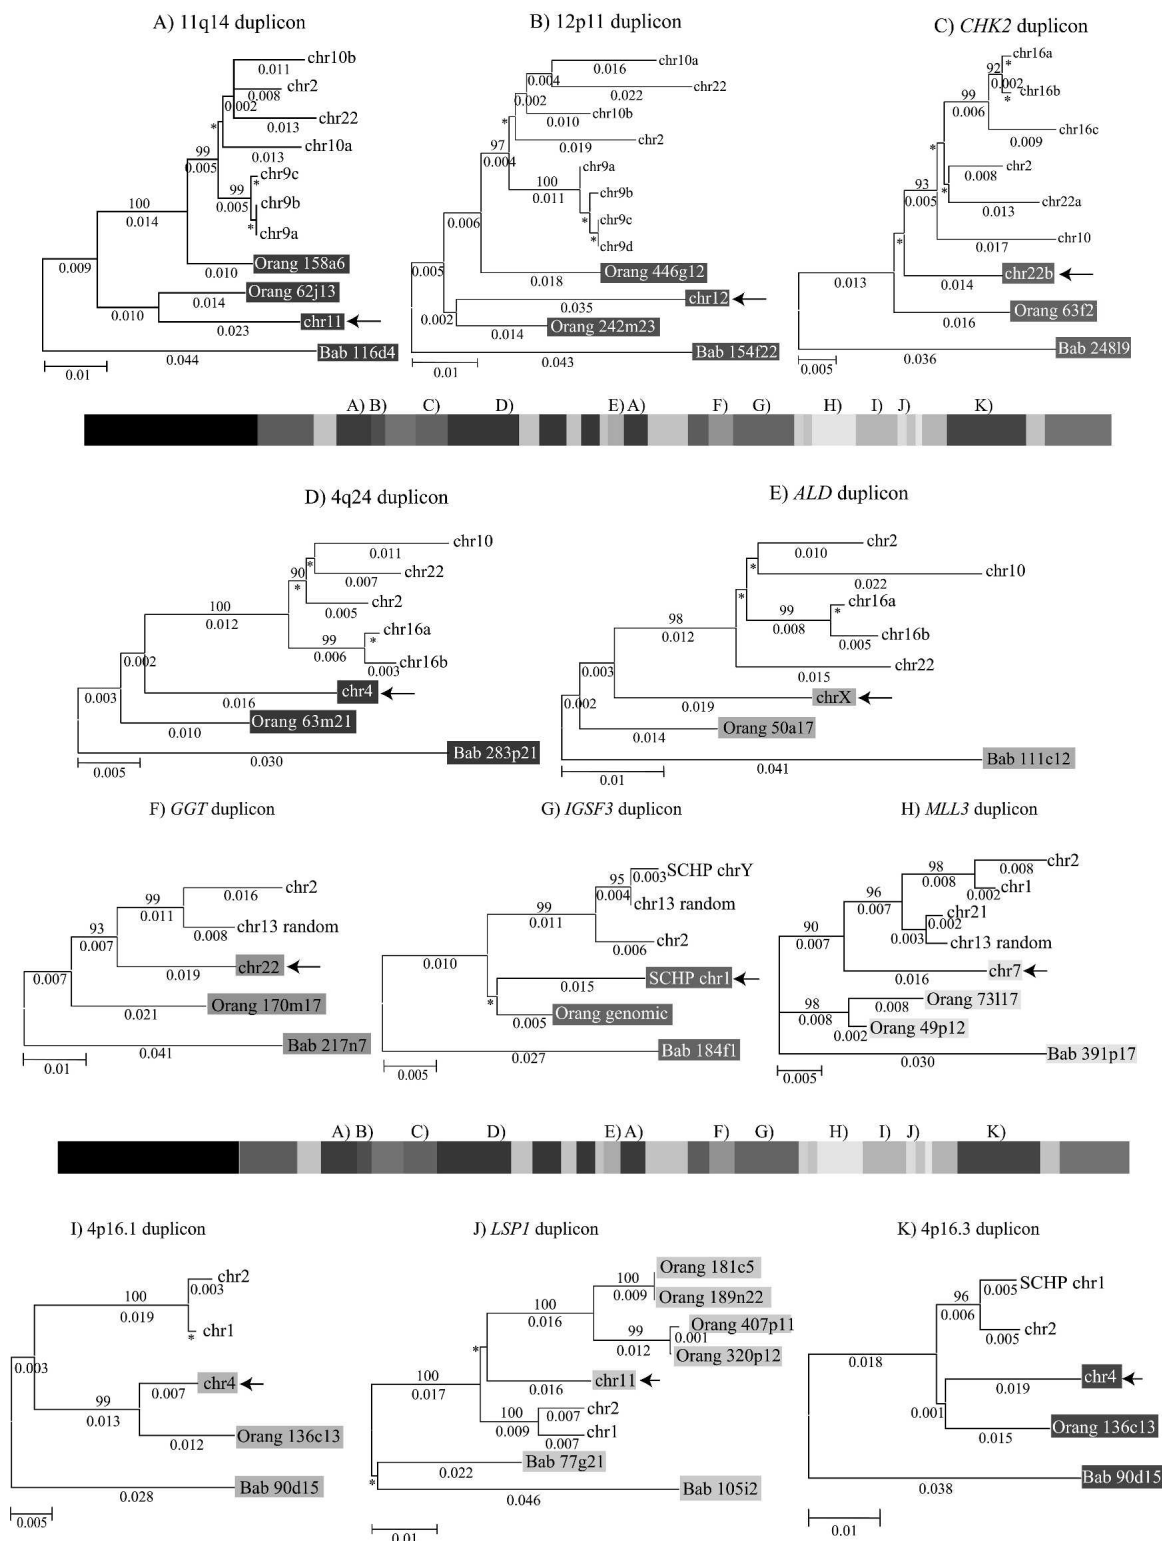 A) 11q14 duplicon
chr10b
0.011
chr2
0.008
0.002
chr22
0.013
*
chr10a
0.013
99
0.005
chr9c
*
99
0.005
chr9b
*
chr9a
100
0.014
Orang 158a6
0.010
0.009
Orang 62j13
0.014
0.010
chr11
0.023
Bab 116d4
0.044
0.01
B) 12p11 duplicon
chr10a
0.016
0.004
chr22
0.022
0.002
chr10b
0.010
*
chr2
0.019
97
0.004
chr9a
100
0.011
chr9b
chr9c
*
*
chr9d
0.006
Orang 446g12
0.018
0.005
chr12
0.035
0.002
Orang 242m23
0.014
Bab 154f22
0.043
0.01
C) CHK2 duplicon
chr16a
92
*
0.002
chr16b
*
99
0.006
chr16c
0.009
*
chr2
0.008
93
0.005
*
chr22a
0.013
chr10
0.017
*
chr22b
0.014
0.013
Orang 63f2
0.016
Bab 248l9
0.036
0.005
A) B) C) D) E) A) F) G) H) I) J) K)
D) 4q24 duplicon
chr10
0.011
*
90
*
chr22
0.007
chr2
0.005
100
0.012
chr16a
*
99
0.006
chr16b
0.003
0.002
chr4
0.016
0.003
Orang 63m21
0.010
Bab 283p21
0.030
0.005
E) ALD duplicon
chr2
0.010
*
chr10
0.022
*
chr16a
*
99
0.008
chr16b
0.005
98
0.012
chr22
0.015
0.003
chrX
0.019
0.002
Orang 50a17
0.014
Bab 111c12
0.041
0.01
F) GGT duplicon
chr2
0.016
99
0.011
chr13 random
0.008
93
0.007
chr22
0.019
0.007
Orang 170m17
0.021
Bab 217n7
0.041
0.01
G) IGSF3 duplicon
SCHP chrY
0.003
95
0.004
chr13 random
99
0.011
chr2
0.006
0.010
SCHP chr1
0.015
*
Orang genomic
0.005
Bab 184f1
0.027
0.005
H) MLL3 duplicon
chr2
0.008
98
0.008
chr1
0.002
96
0.007
chr21
0.002
0.003
chr13 random
90
0.007
chr7
0.016
Orang 73l17
0.008
98
0.008
Orang 49p12
0.002
Bab 391p17
0.030
0.005
A) B) C) D) E) A) F) G) H) I) J) K)
I) 4p16.1 duplicon
chr2
0.003
100
0.019
chr1
*
0.003
chr4
0.007
99
0.013
Orang 136c13
0.012
Bab 90d15
0.028
0.005
J) LSP1 duplicon
Orang 181c5
100
0.009
Orang 189n22
100
0.016
Orang 407p11
99
0.001
0.012
Orang 320p12
*
chr11
0.016
100
0.017
chr2
0.007
100
0.009
chr1
0.007
Bab 77g21
0.022
*
Bab 105i2
0.046
0.01
K) 4p16.3 duplicon
SCHP chr1
0.005
96
0.006
chr2
0.005
0.018
chr4
0.019
0.001
Orang 136c13
0.015
Bab 90d15
0.038
0.01